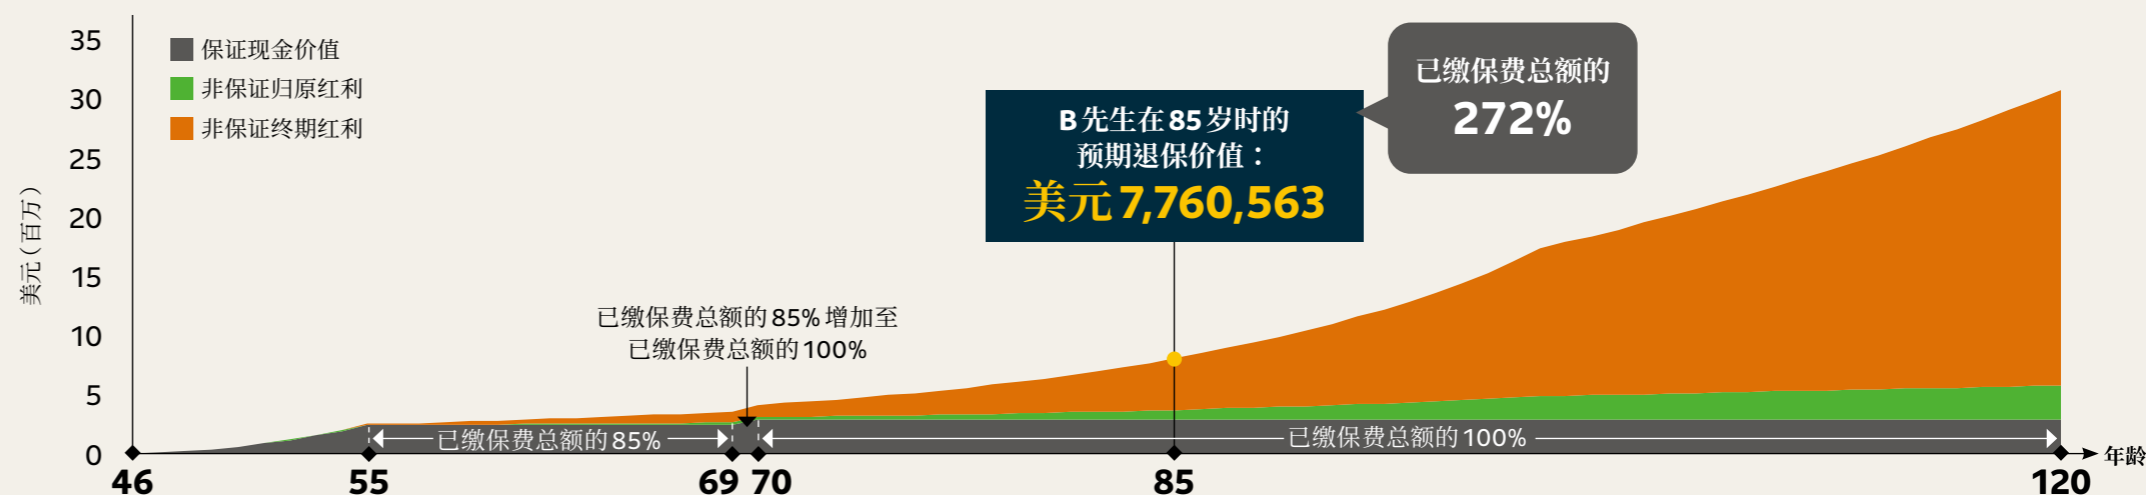 35
30
25
20
15
10
5
0
美元（百万）
保证现金价值
非保证归原红利
非保证终期红利
已缴保费总额的85%增加至
已缴保费总额的100%
B先生在85岁时的
预期退保价值：
美元7,760,563
已缴保费总额的
272%
已缴保费总额的85%
已缴保费总额的100%
46
55
69
70
85
120
年龄